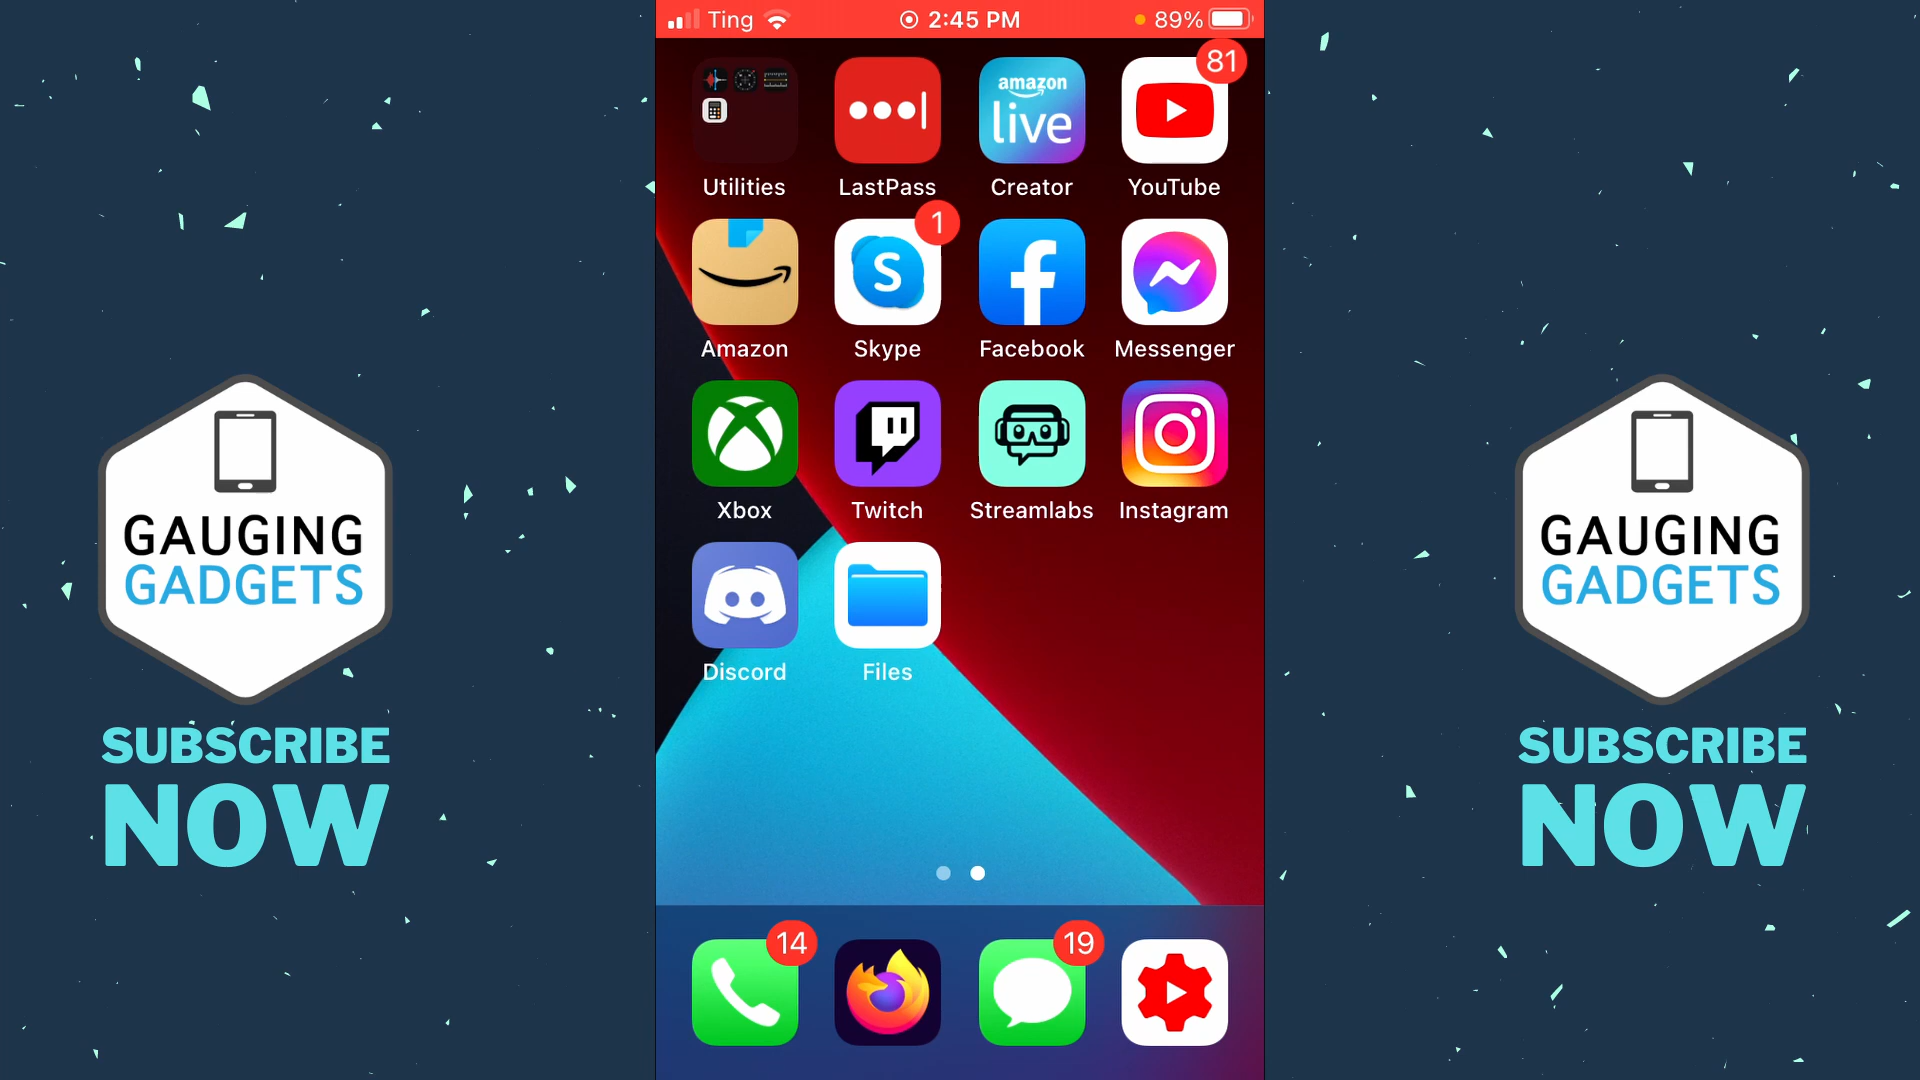 Ting 2:45 PM 89%
81
amazon
live
Utilities LastPass Creator YouTube
1
S
Amazon Skype Facebook Messenger
Xbox Twitch Streamlabs Instagram
Discord Files
14 19
GAUGING
GADGETS
SUBSCRIBE
NOW
GAUGING
GADGETS
SUBSCRIBE
NOW